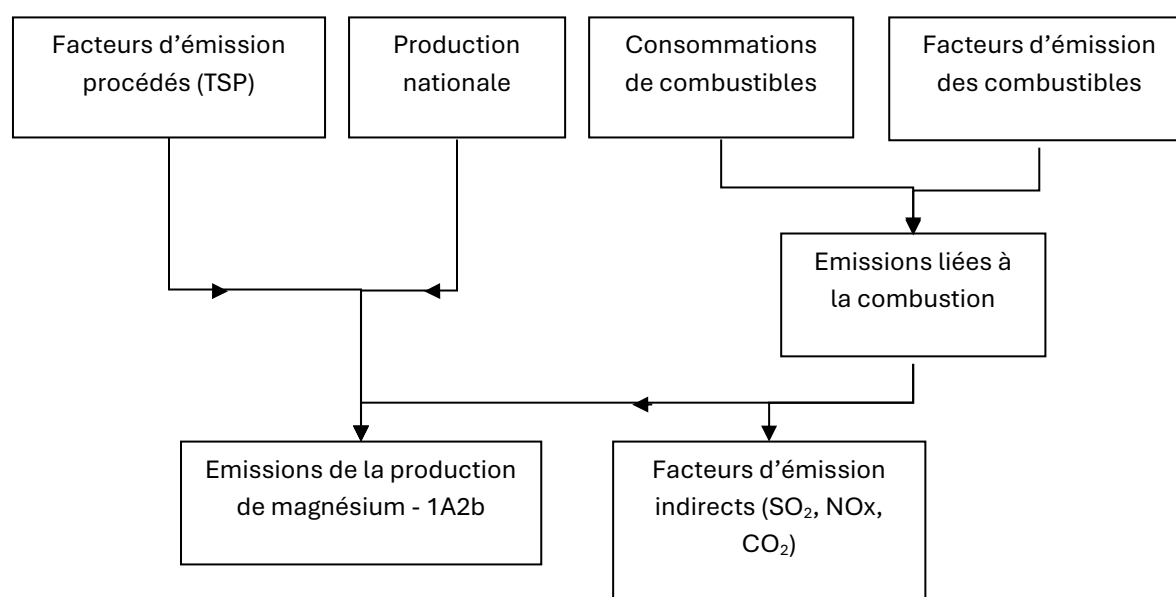 Facteurs d’émission
procédés (TSP)
Production
nationale
Consommations
de combustibles
Facteurs d’émission
des combustibles
Emissions liées à
la combustion
Emissions de la production
de magnésium - 1A2b
Facteurs d’émission
indirects (SO₂, NOx,
CO₂)